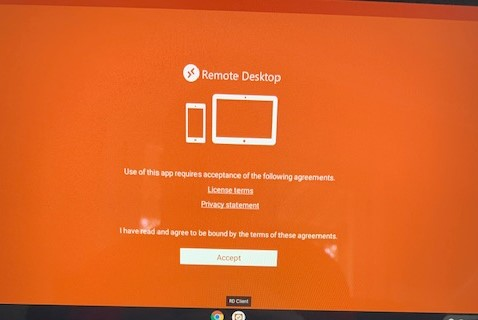 Remote Desktop
Use of this app requires acceptance of the following agreements.
License terms
Privacy statement
I have read and agree to be bound by the terms of these agreements.
Accept
RD Client